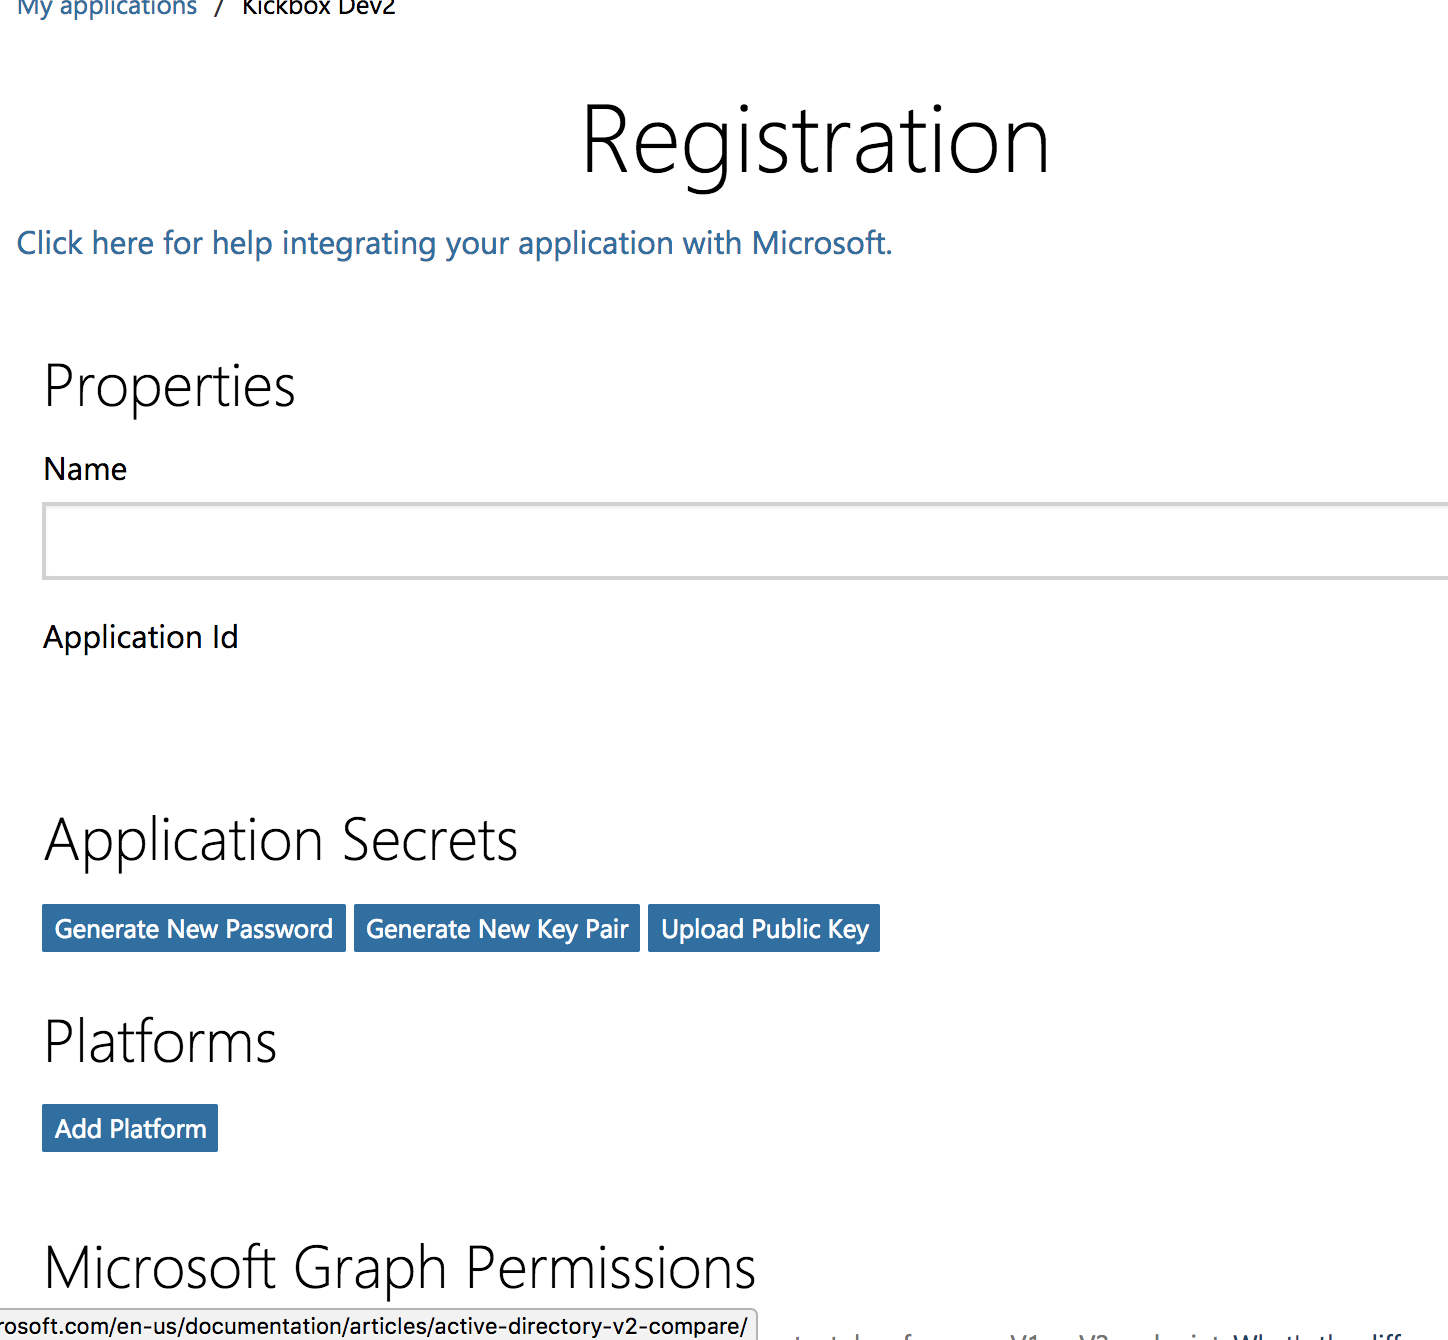 My applications / Kickbox Dev2
Registration
Click here for help integrating your application with Microsoft.
Properties
Name
Application Id
Application Secrets
Generate New Password Generate New Key Pair Upload Public Key
Platforms
Add Platform
Microsoft Graph Permissions
rosoft.com/en-us/documentation/articles/active-directory-v2-compare/